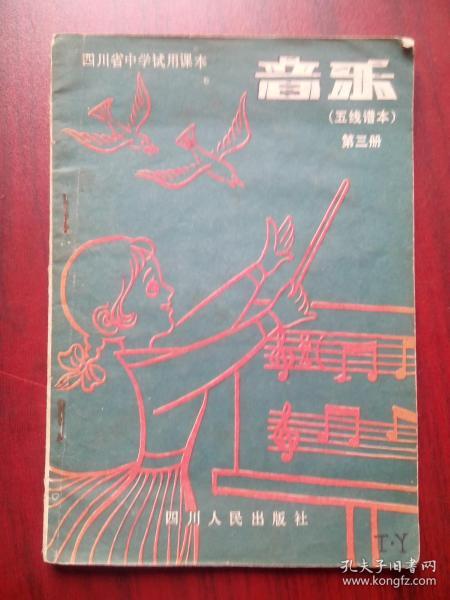 四川省中学试用课本
音乐
(五线谱本)
第三册
四川人民出版社
T.Y
孔夫子旧书网
www.kongfz.com